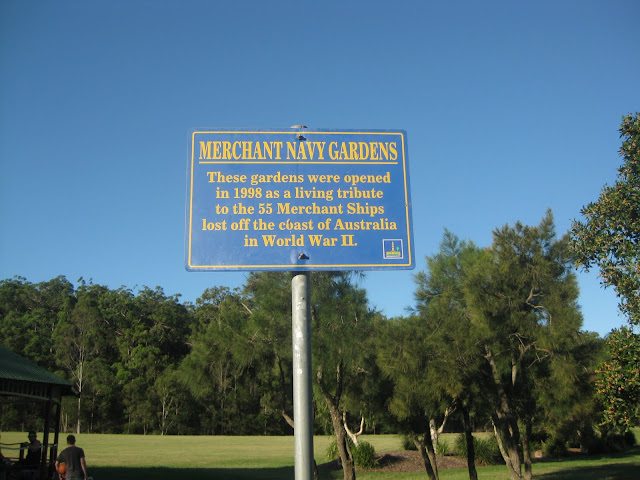 MERCHANT NAVY GARDENS
These gardens were opened
in 1998 as a living tribute
to the 55 Merchant Ships
lost off the coast of Australia
in World War II.